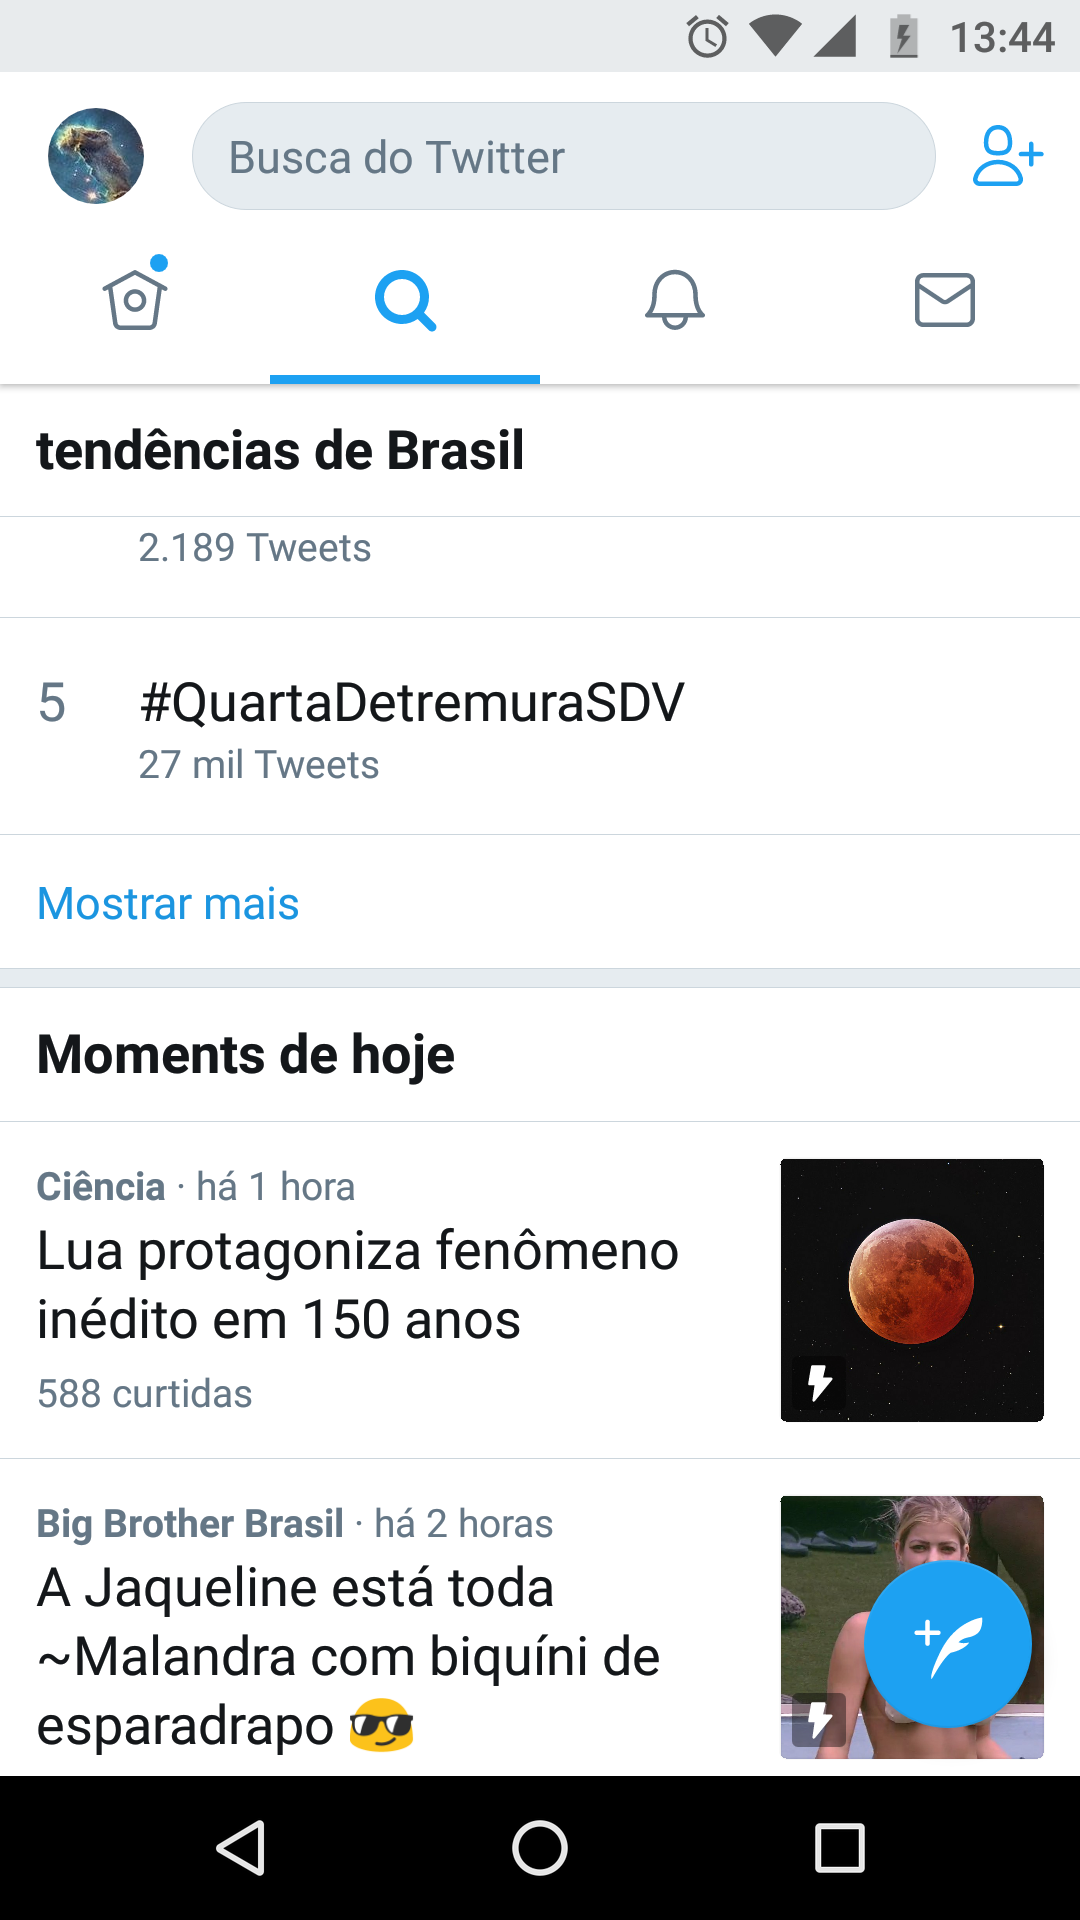 13:44
Busca do Twitter
tendências de Brasil
2.189 Tweets
5 #QuartaDetremuraSDV
27 mil Tweets
Mostrar mais
Moments de hoje
Ciência · há 1 hora
Lua protagoniza fenômeno
inédito em 150 anos
588 curtidas
Big Brother Brasil · há 2 horas
A Jaqueline está toda
~Malandra com biquíni de
esparadrapo 😎